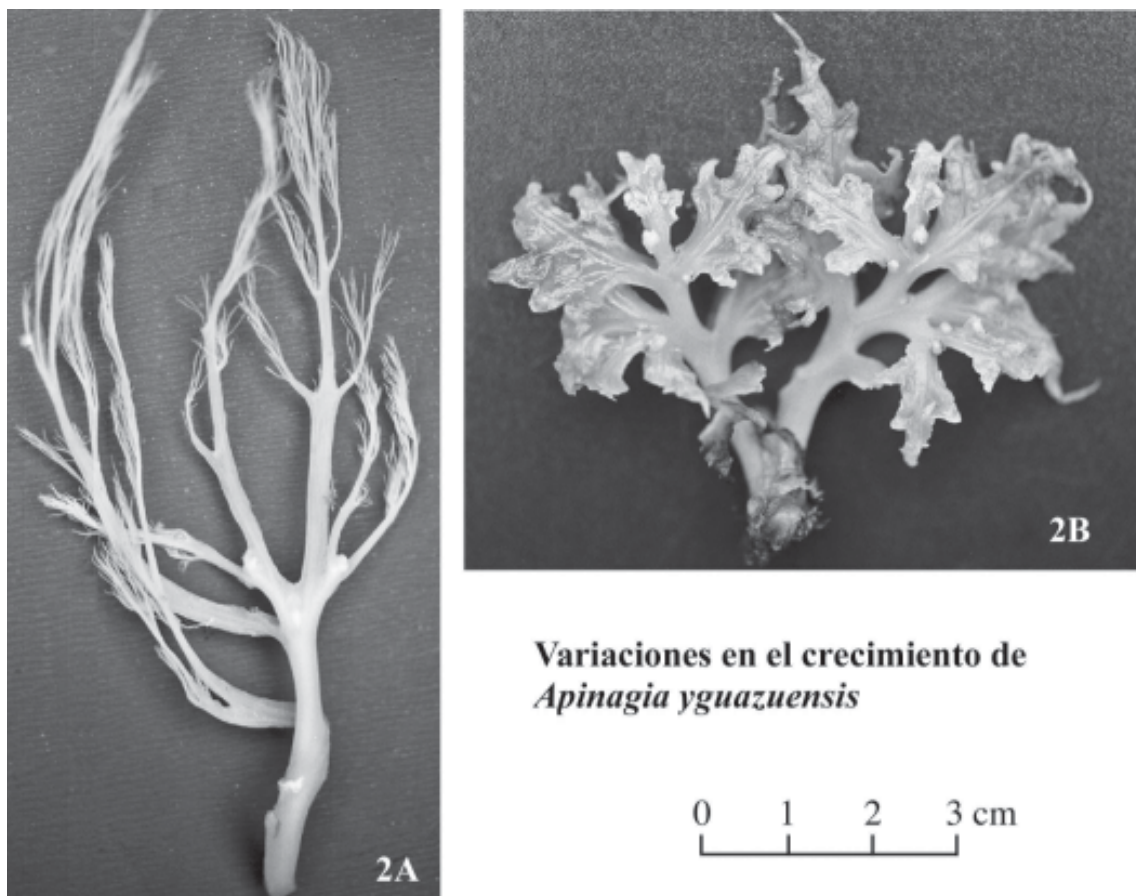 2A
2B
Variaciones en el crecimiento de
Apinagia yguazuensis
0 1 2 3 cm